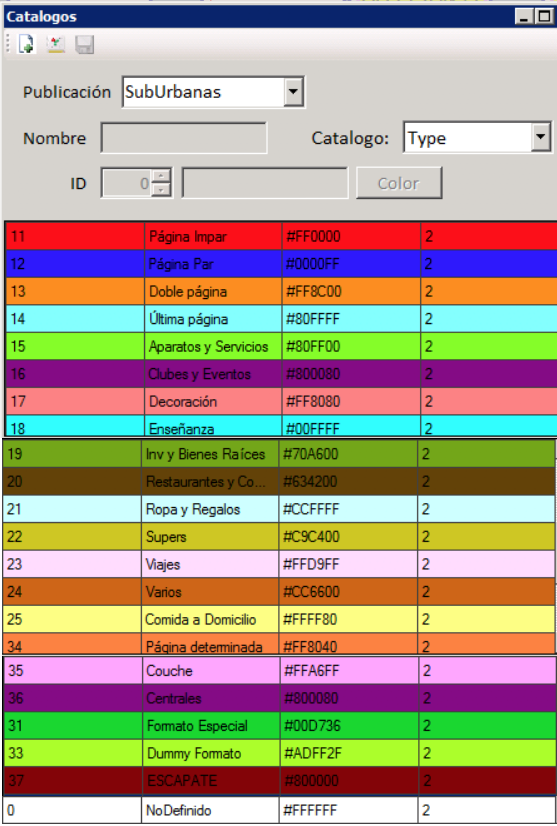 Catalogos
Publicación SubUrbanas
Nombre Catalogo: Type
ID 0 Color
11 Página Impar #FF0000 2
12 Página Par #0000FF 2
13 Doble página #FF8C00 2
14 Última página #80FFFF 2
15 Aparatos y Servicios #80FF00 2
16 Clubes y Eventos #800080 2
17 Decoración #FF8080 2
18 Enseñanza #00FFFF 2
19 Inv y Bienes Raíces #70A600 2
20 Restaurantes y Co... #634200 2
21 Ropa y Regalos #CCFFFF 2
22 Supers #C9C400 2
23 Viajes #FFD9FF 2
24 Varios #CC6600 2
25 Comida a Domicilio #FFFF80 2
34 Página determinada #FF8040 2
35 Couche #FFA6FF 2
36 Centrales #800080 2
31 Formato Especial #00D736 2
33 Dummy Formato #ADFF2F 2
37 ESCAPATE #800000 2
0 NoDefinido #FFFFFF 2